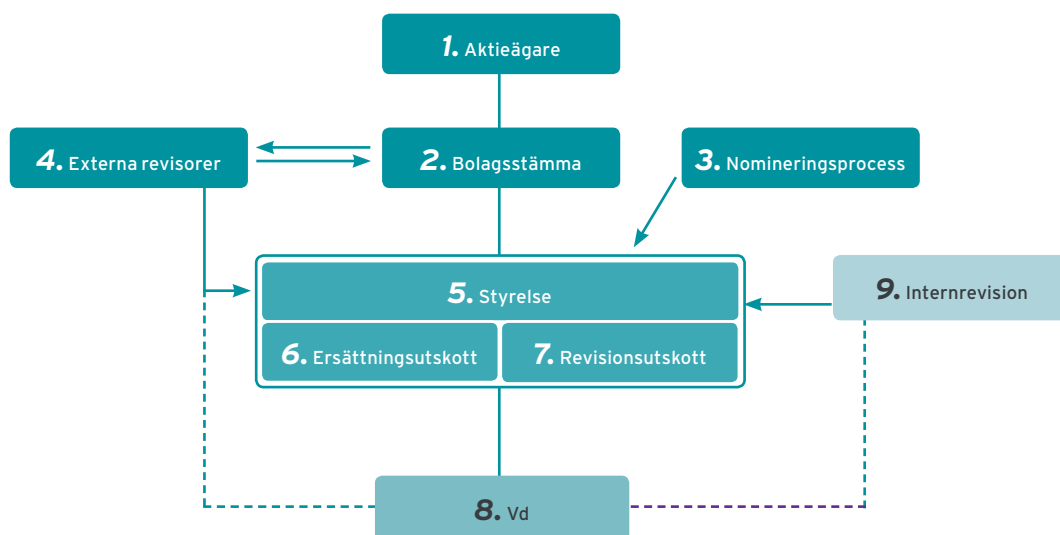 1. Aktieägare
4. Externa revisorer
2. Bolagsstämma
3. Nomineringsprocess
5. Styrelse
9. Internrevision
6. Ersättningsutskott
7. Revisionsutskott
8. Vd